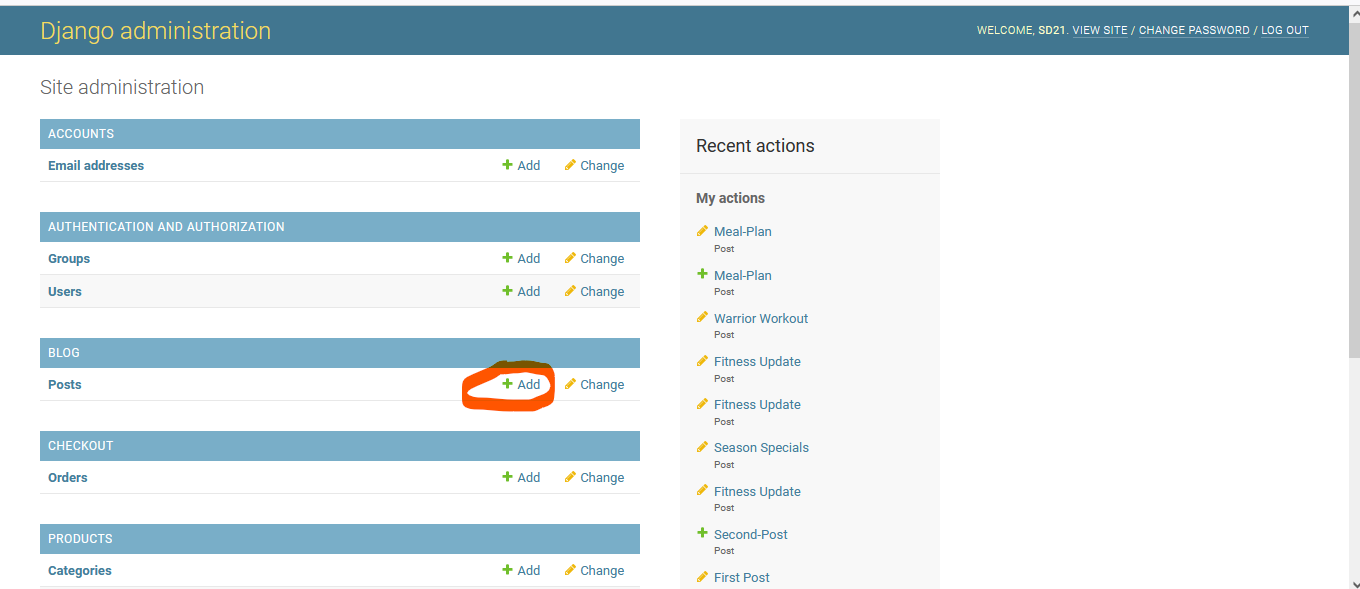 Django administration
WELCOME, SD21. VIEW SITE / CHANGE PASSWORD / LOG OUT
Site administration
ACCOUNTS
Email addresses Add Change
AUTHENTICATION AND AUTHORIZATION
Groups Add Change
Users Add Change
BLOG
Posts Add Change
CHECKOUT
Orders Add Change
PRODUCTS
Categories Add Change
Recent actions
My actions
Meal-Plan
Post
Meal-Plan
Post
Warrior Workout
Post
Fitness Update
Post
Fitness Update
Post
Season Specials
Post
Fitness Update
Post
Second-Post
Post
First Post